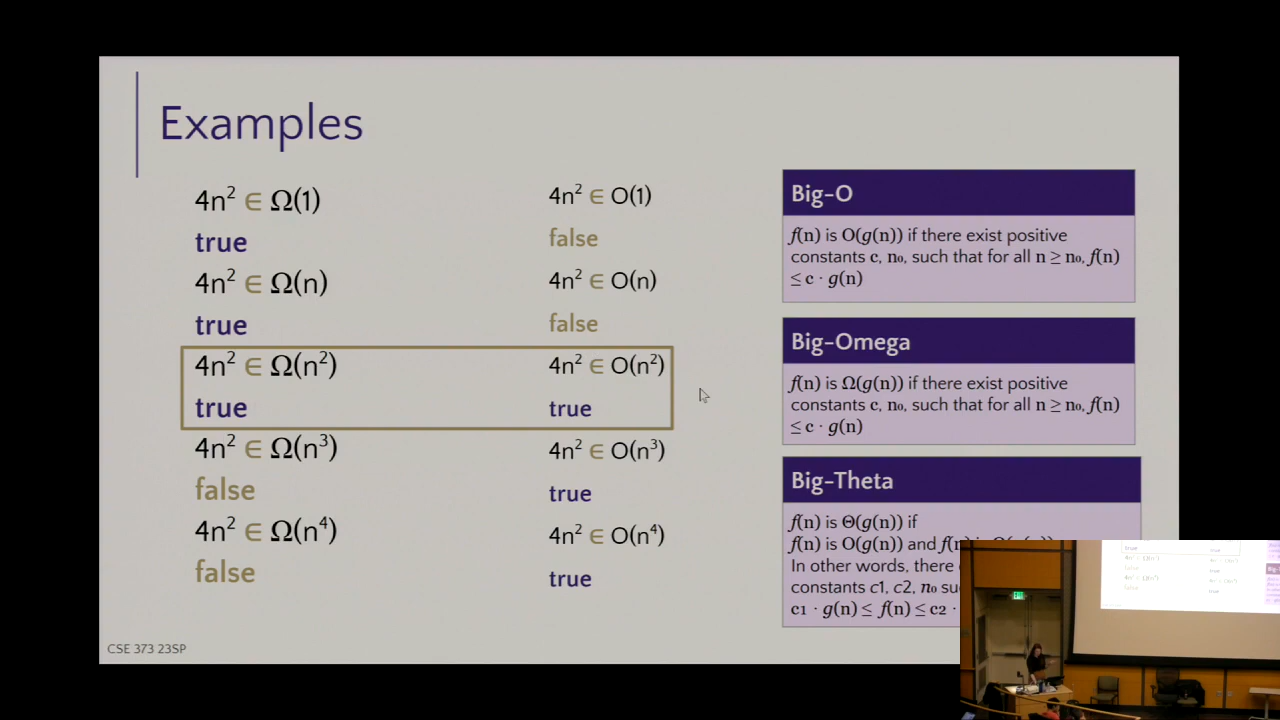 Examples
4n² ∈ Ω(1)
true
4n² ∈ Ω(n)
true
4n² ∈ Ω(n²)
true
4n² ∈ Ω(n³)
false
4n² ∈ Ω(n⁴)
false
4n² ∈ O(1)
false
4n² ∈ O(n)
false
4n² ∈ O(n²)
true
4n² ∈ O(n³)
true
4n² ∈ O(n⁴)
true
Big-O
f(n) is O(g(n)) if there exist positive
constants c, n₀, such that for all n ≥ n₀, f(n)
≤ c · g(n)
Big-Omega
f(n) is Ω(g(n)) if there exist positive
constants c, n₀, such that for all n ≥ n₀, f(n)
≤ c · g(n)
Big-Theta
f(n) is Θ(g(n)) if
f(n) is O(g(n)) and f(n) is
In other words, there
constants c1, c2, n₀
c1 · g(n) ≤ f(n) ≤ c2 ·
CSE 373 23SP